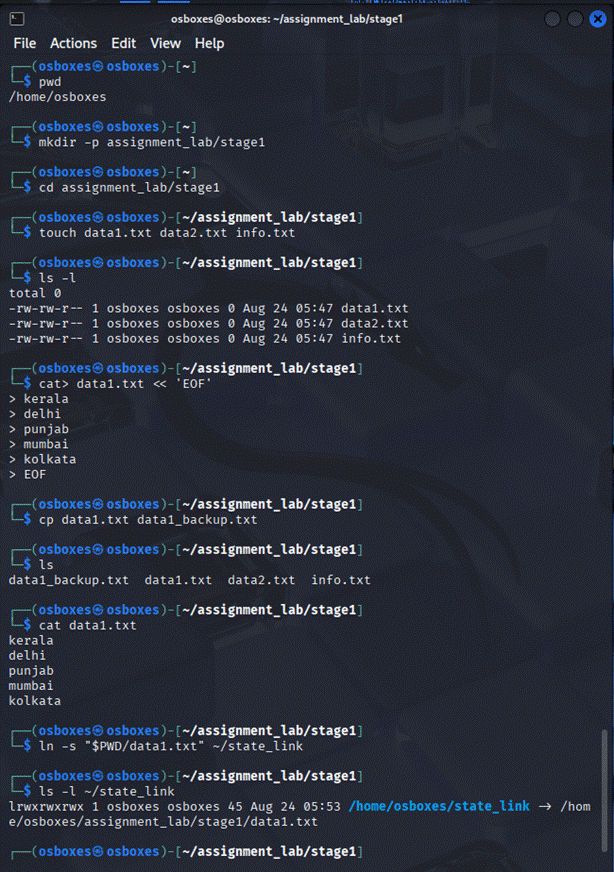 osboxes@osboxes: ~/assignment_lab/stage1
File Actions Edit View Help
┌──(osboxes㉿osboxes)-[~]
└─$ pwd
/home/osboxes
┌──(osboxes㉿osboxes)-[~]
└─$ mkdir -p assignment_lab/stage1
┌──(osboxes㉿osboxes)-[~]
└─$ cd assignment_lab/stage1
┌──(osboxes㉿osboxes)-[~/assignment_lab/stage1]
└─$ touch data1.txt data2.txt info.txt
┌──(osboxes㉿osboxes)-[~/assignment_lab/stage1]
└─$ ls -l
total 0
-rw-rw-r-- 1 osboxes osboxes 0 Aug 24 05:47 data1.txt
-rw-rw-r-- 1 osboxes osboxes 0 Aug 24 05:47 data2.txt
-rw-rw-r-- 1 osboxes osboxes 0 Aug 24 05:47 info.txt
┌──(osboxes㉿osboxes)-[~/assignment_lab/stage1]
└─$ cat> data1.txt << 'EOF'
> kerala
> delhi
> punjab
> mumbai
> kolkata
> EOF
┌──(osboxes㉿osboxes)-[~/assignment_lab/stage1]
└─$ cp data1.txt data1_backup.txt
┌──(osboxes㉿osboxes)-[~/assignment_lab/stage1]
└─$ ls
data1_backup.txt data1.txt data2.txt info.txt
┌──(osboxes㉿osboxes)-[~/assignment_lab/stage1]
└─$ cat data1.txt
kerala
delhi
punjab
mumbai
kolkata
┌──(osboxes㉿osboxes)-[~/assignment_lab/stage1]
└─$ ln -s "$PWD/data1.txt" ~/state_link
┌──(osboxes㉿osboxes)-[~/assignment_lab/stage1]
└─$ ls -l ~/state_link
lrwxrwxrwx 1 osboxes osboxes 45 Aug 24 05:53 /home/osboxes/state_link → /hom
e/osboxes/assignment_lab/stage1/data1.txt
┌──(osboxes㉿osboxes)-[~/assignment_lab/stage1]